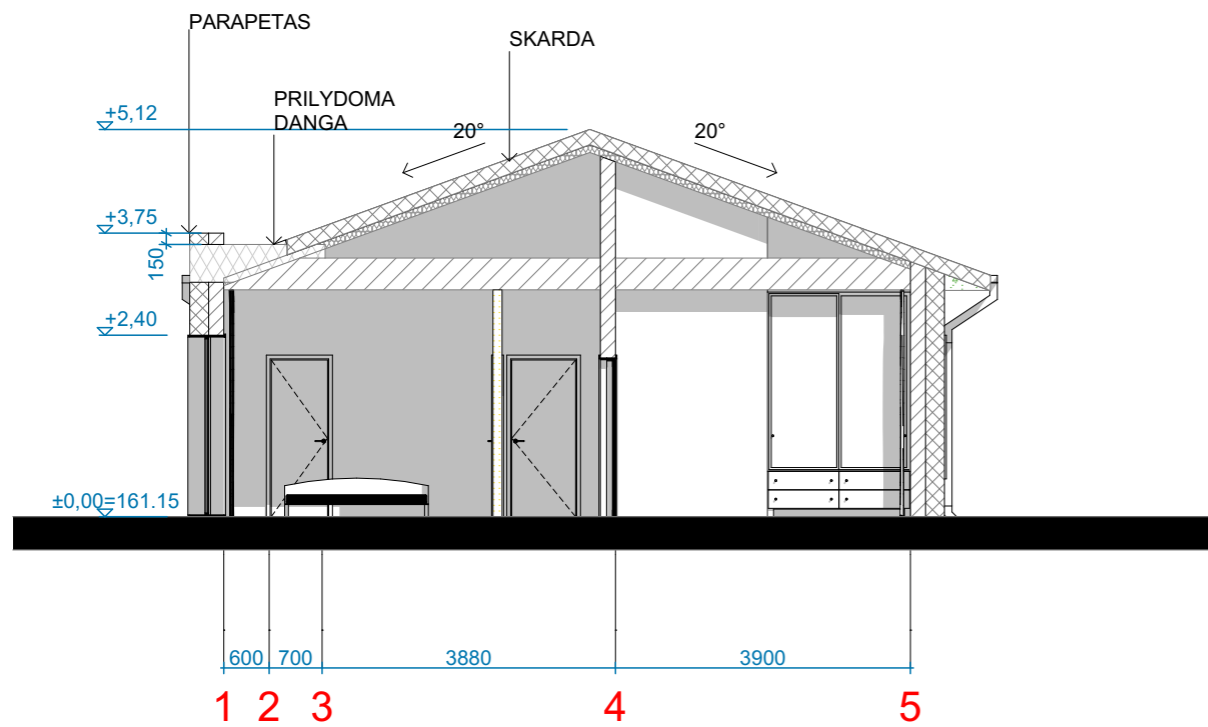 PARAPETAS
SKARDA
PRILYDOMA
DANGA
+5,12
20°
20°
+3,75
150
+2,40
±0,00=161.15
600 700 3880 3900
1 2 3 4 5